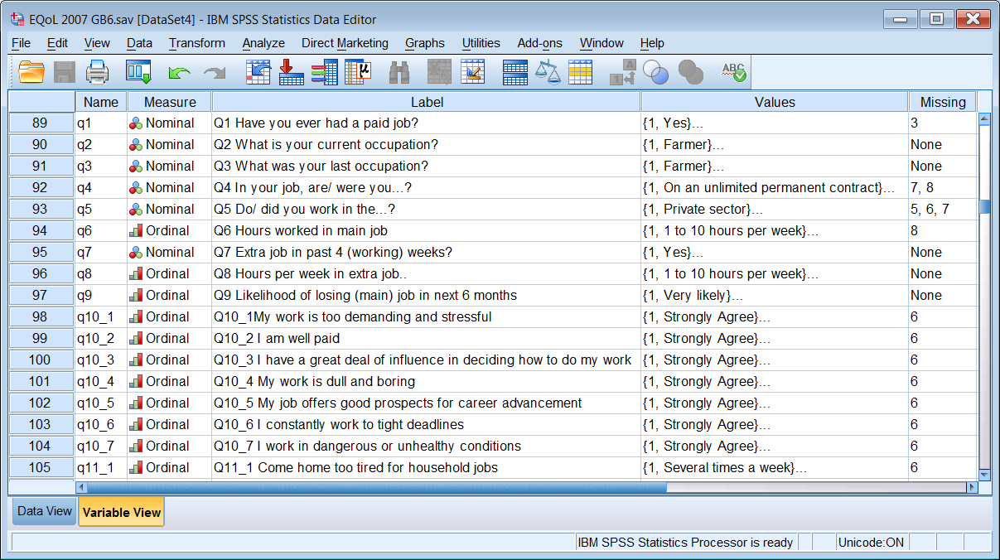 EQoL 2007 GB6.sav [DataSet4] - IBM SPSS Statistics Data Editor
File Edit View Data Transform Analyze Direct Marketing Graphs Utilities Add-ons Window Help
μ A 1 ABC
Name Measure Label Values Missing
89 q1 Nominal Q1 Have you ever had a paid job? {1, Yes}... 3
90 q2 Nominal Q2 What is your current occupation? {1, Farmer}... None
91 q3 Nominal Q3 What was your last occupation? {1, Farmer}... None
92 q4 Nominal Q4 In your job, are/ were you...? {1, On an unlimited permanent contract}... 7, 8
93 q5 Nominal Q5 Do/ did you work in the...? {1, Private sector}... 5, 6, 7
94 q6 Ordinal Q6 Hours worked in main job {1, 1 to 10 hours per week}... 8
95 q7 Nominal Q7 Extra job in past 4 (working) weeks? {1, Yes}... None
96 q8 Ordinal Q8 Hours per week in extra job.. {1, 1 to 10 hours per week}... None
97 q9 Ordinal Q9 Likelihood of losing (main) job in next 6 months {1, Very likely}... None
98 q10_1 Ordinal Q10_1My work is too demanding and stressful {1, Strongly Agree}... 6
99 q10_2 Ordinal Q10_2 I am well paid {1, Strongly Agree}... 6
100 q10_3 Ordinal Q10_3 I have a great deal of influence in deciding how to do my work {1, Strongly Agree}... 6
101 q10_4 Ordinal Q10_4 My work is dull and boring {1, Strongly Agree}... 6
102 q10_5 Ordinal Q10_5 My job offers good prospects for career advancement {1, Strongly Agree}... 6
103 q10_6 Ordinal Q10_6 I constantly work to tight deadlines {1, Strongly Agree}... 6
104 q10_7 Ordinal Q10_7 I work in dangerous or unhealthy conditions {1, Strongly Agree}... 6
105 q11_1 Ordinal Q11_1 Come home too tired for household jobs {1, Several times a week}... 6
Data View Variable View
IBM SPSS Statistics Processor is ready Unicode:ON